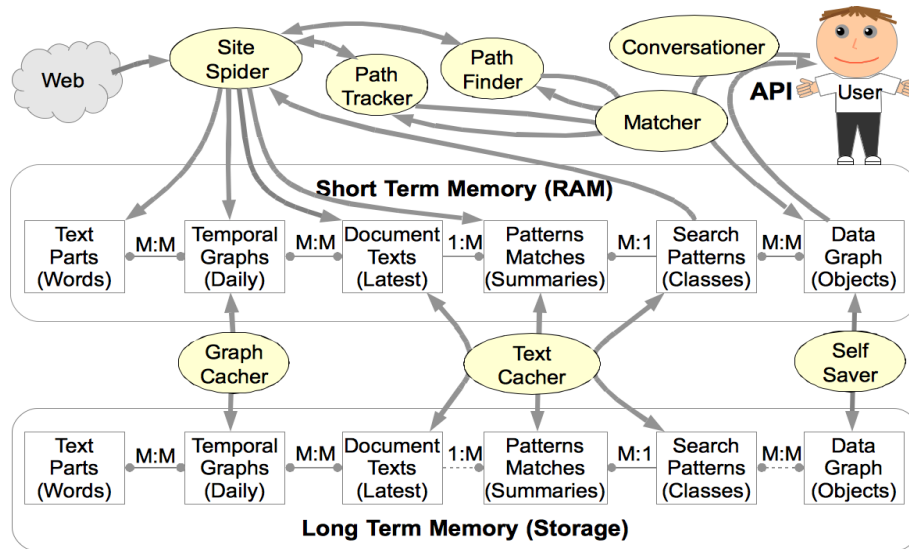 Web
Site
Spider
Path
Tracker
Path
Finder
Conversationer
Matcher
API
User
Short Term Memory (RAM)
Text
Parts
(Words)
M:M
Temporal
Graphs
(Daily)
M:M
Document
Texts
(Latest)
1:M
Patterns
Matches
(Summaries)
M:1
Search
Patterns
(Classes)
M:M
Data
Graph
(Objects)
Graph
Cacher
Text
Cacher
Self
Saver
Text
Parts
(Words)
M:M
Temporal
Graphs
(Daily)
M:M
Document
Texts
(Latest)
1:M
Patterns
Matches
(Summaries)
M:1
Search
Patterns
(Classes)
M:M
Data
Graph
(Objects)
Long Term Memory (Storage)